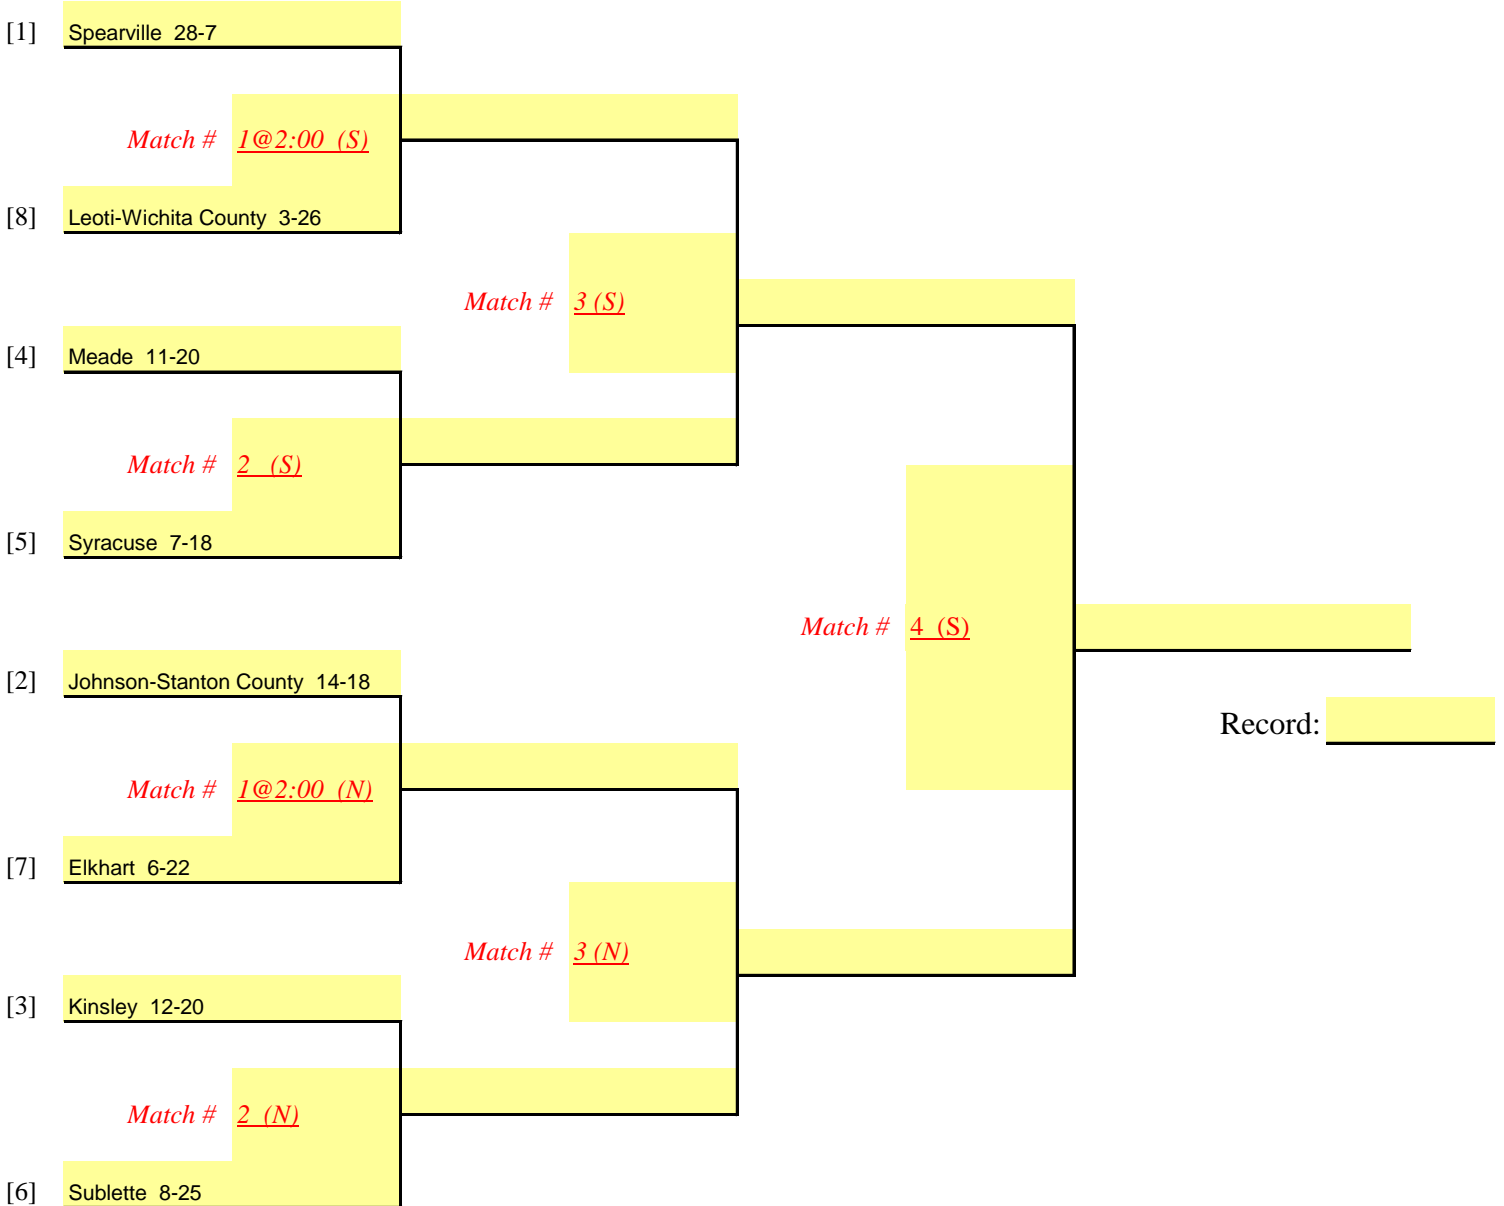 [1] Spearville 28-7
Match # 1@2:00 (S)
[8] Leoti-Wichita County 3-26
Match # 3 (S)
[4] Meade 11-20
Match # 2 (S)
[5] Syracuse 7-18
Match # 4 (S)
[2] Johnson-Stanton County 14-18
Record:
Match # 1@2:00 (N)
[7] Elkhart 6-22
Match # 3 (N)
[3] Kinsley 12-20
Match # 2 (N)
[6] Sublette 8-25